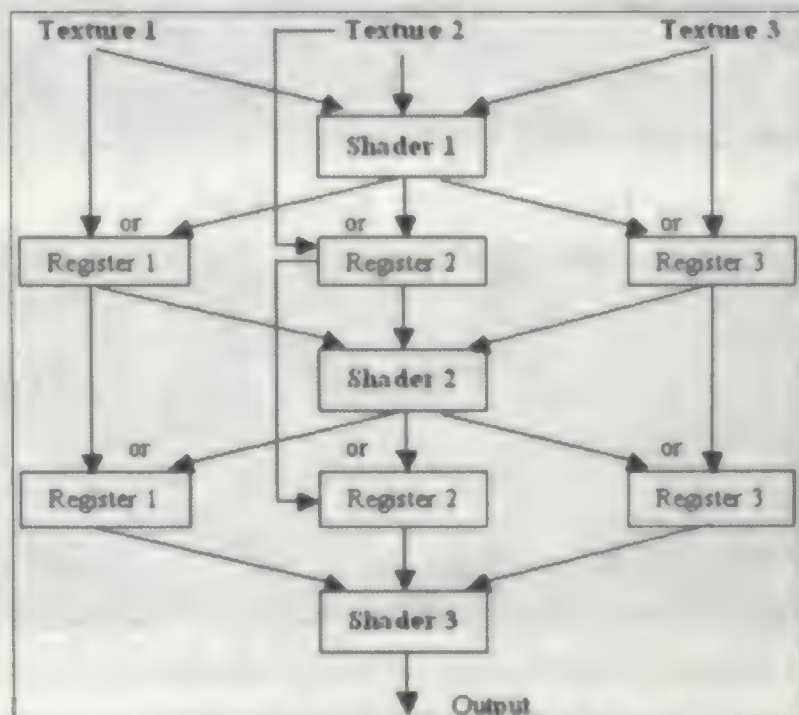 Texture 1 Texture 2 Texture 3
Shader 1
or or or
Register 1 Register 2 Register 3
Shader 2
or or or
Register 1 Register 2 Register 3
Shader 3
Output